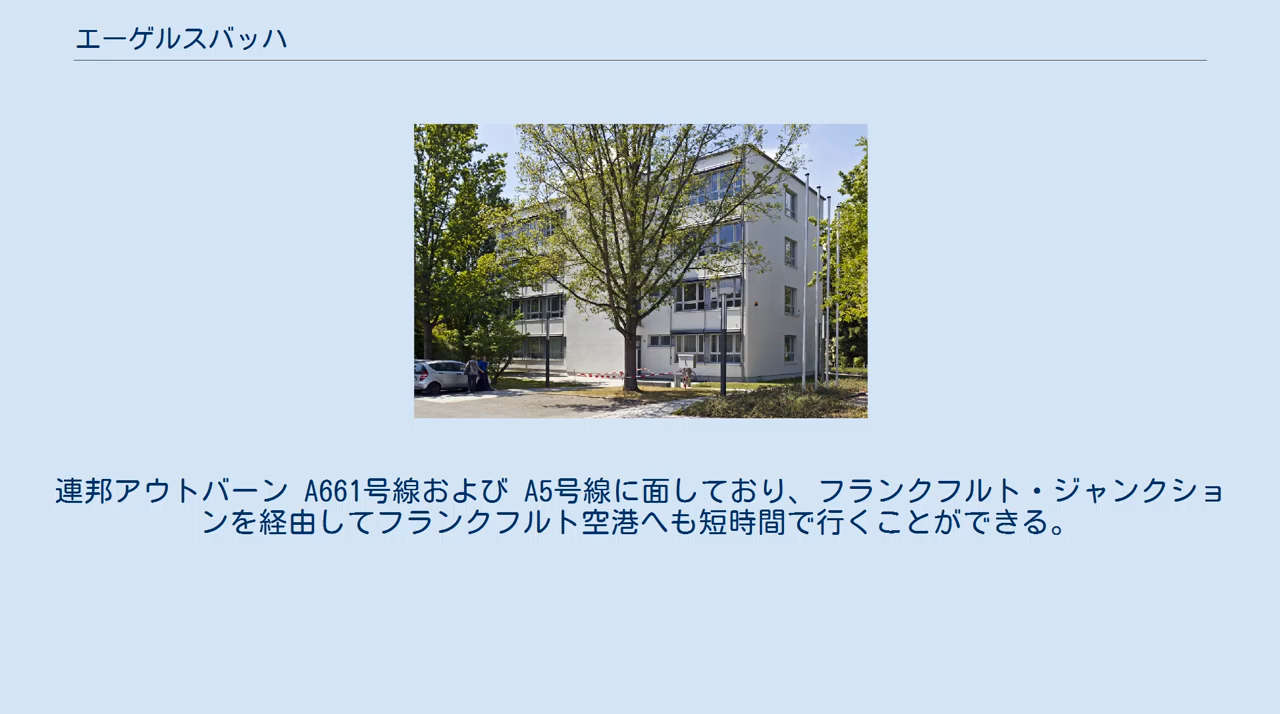 エーゲルスバッハ
連邦アウトバーン A661号線および A5号線に面しており、フランクフルト・ジャンクショ
ンを経由してフランクフルト空港へも短時間で行くことができる。